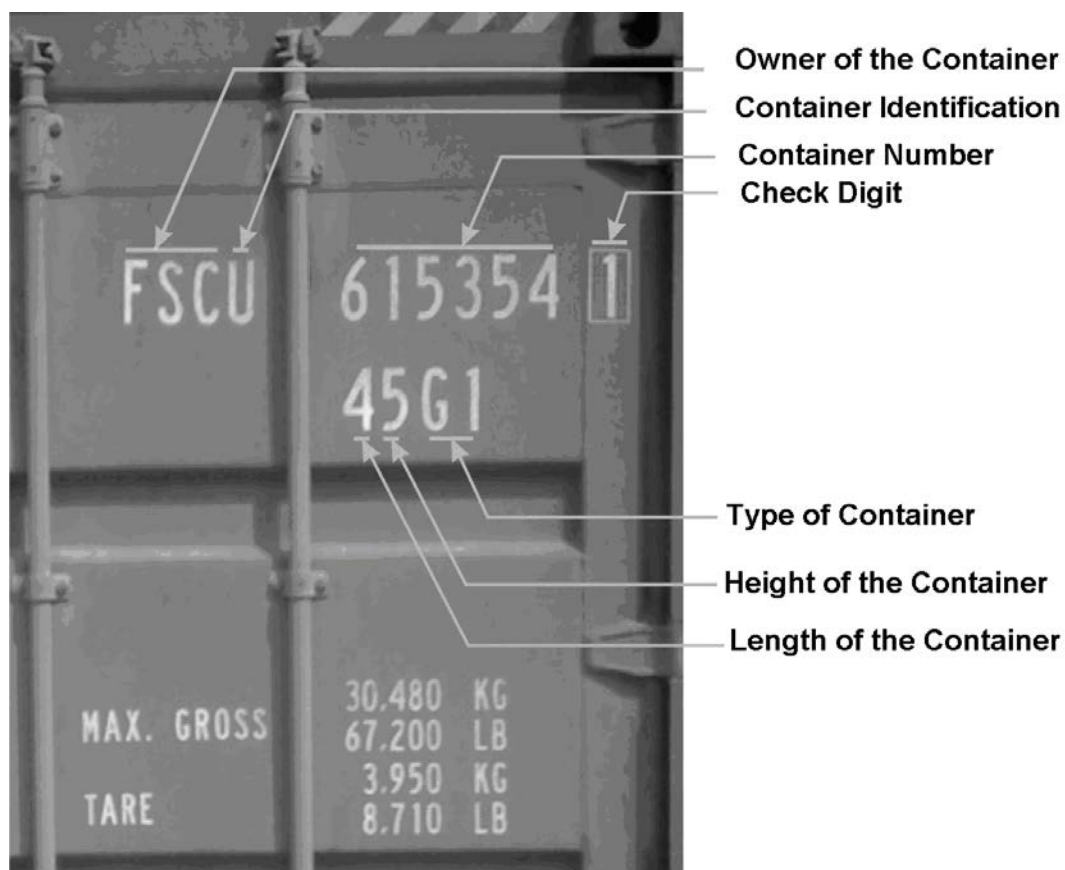 Owner of the Container
Container Identification
Container Number
Check Digit
FSCU 615354 1
45G1
Type of Container
Height of the Container
Length of the Container
MAX. GROSS 30.480 KG
67.200 LB
TARE 3.950 KG
8.710 LB